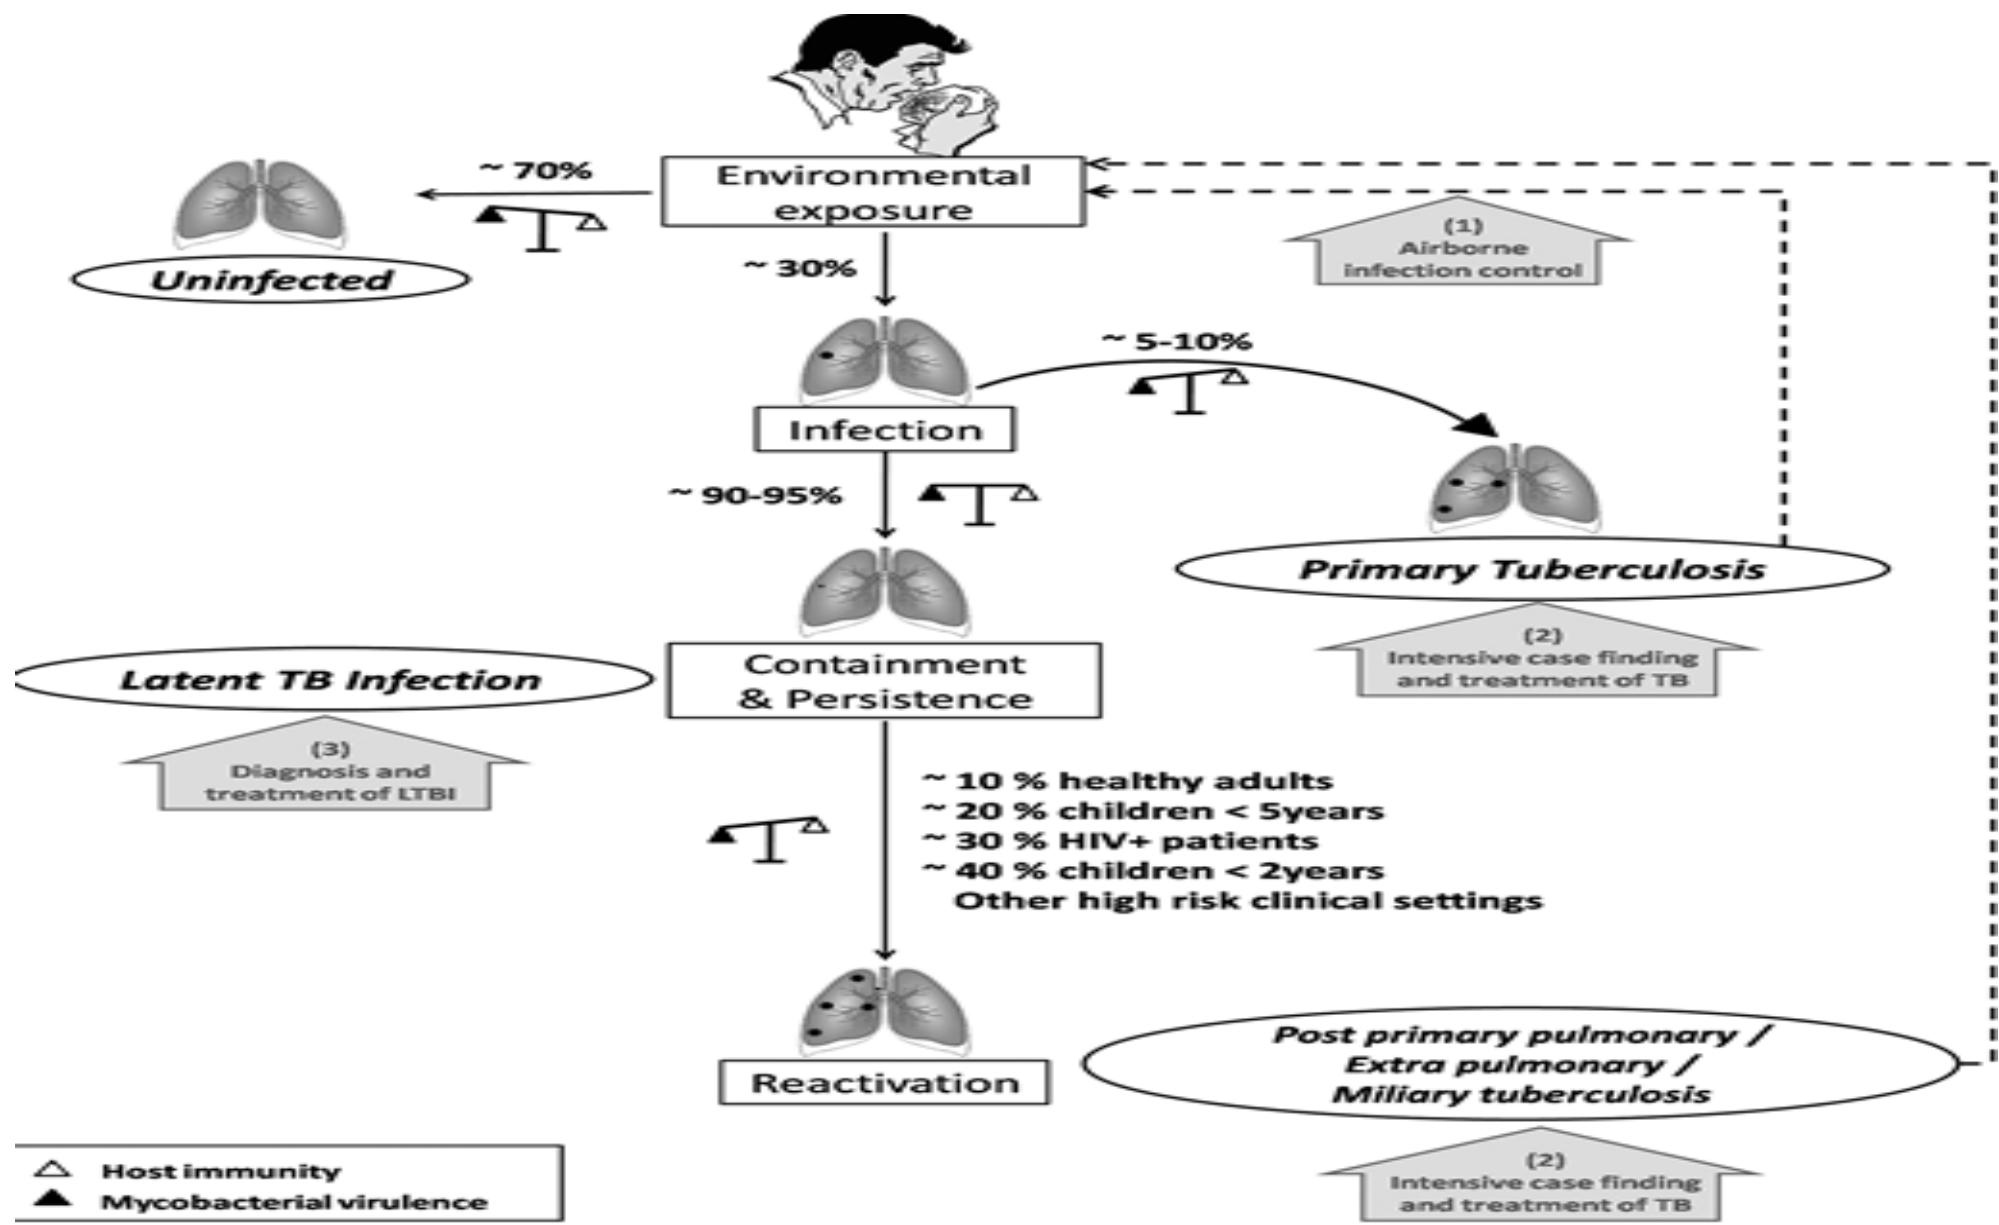 ~ 70%
Environmental
exposure
Uninfected
~ 30%
(1)
Airborne
infection control
~ 5-10%
Infection
~ 90-95%
Primary Tuberculosis
(2)
Intensive case finding
and treatment of TB
Containment
& Persistence
Latent TB Infection
(3)
Diagnosis and
treatment of LTBI
~ 10 % healthy adults
~ 20 % children < 5years
~ 30 % HIV+ patients
~ 40 % children < 2years
Other high risk clinical settings
Reactivation
Post primary pulmonary /
Extra pulmonary /
Miliary tuberculosis
(2)
Intensive case finding
and treatment of TB
Host immunity
Mycobacterial virulence